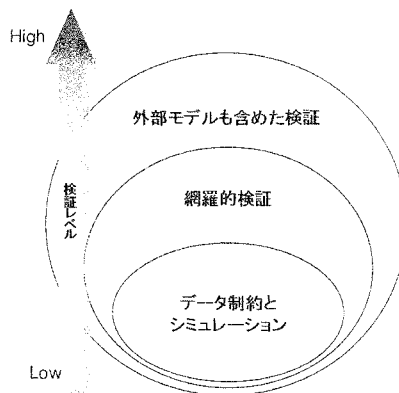 High
外部モデルも含めた検証
網羅的検証
検証レベル
データ制約と
シミュレーション
Low